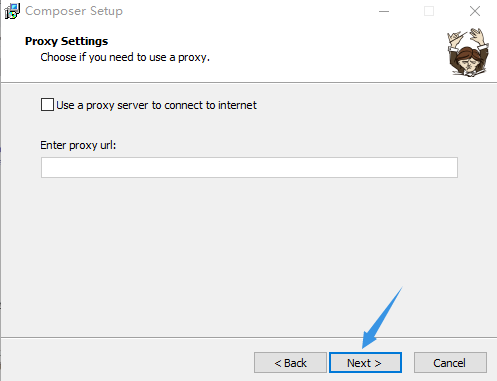 Composer Setup
Proxy Settings
Choose if you need to use a proxy.
Use a proxy server to connect to internet
Enter proxy url:
< Back
Next >
Cancel